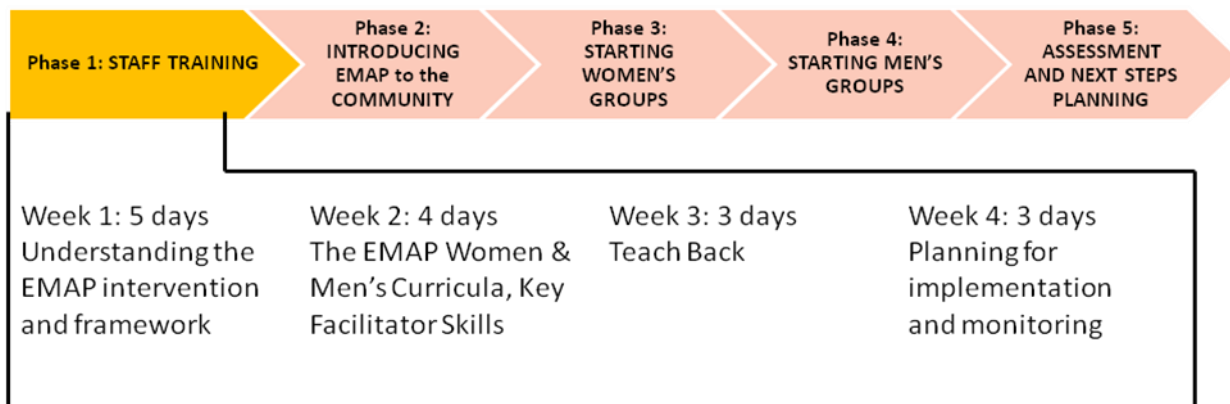 Phase 1: STAFF TRAINING
Phase 2:
INTRODUCING
EMAP to the
COMMUNITY
Phase 3:
STARTING
WOMEN'S
GROUPS
Phase 4:
STARTING MEN'S
GROUPS
Phase 5:
ASSESSMENT
AND NEXT STEPS
PLANNING
Week 1: 5 days
Understanding the
EMAP intervention
and framework
Week 2: 4 days
The EMAP Women &
Men's Curricula, Key
Facilitator Skills
Week 3: 3 days
Teach Back
Week 4: 3 days
Planning for
implementation
and monitoring